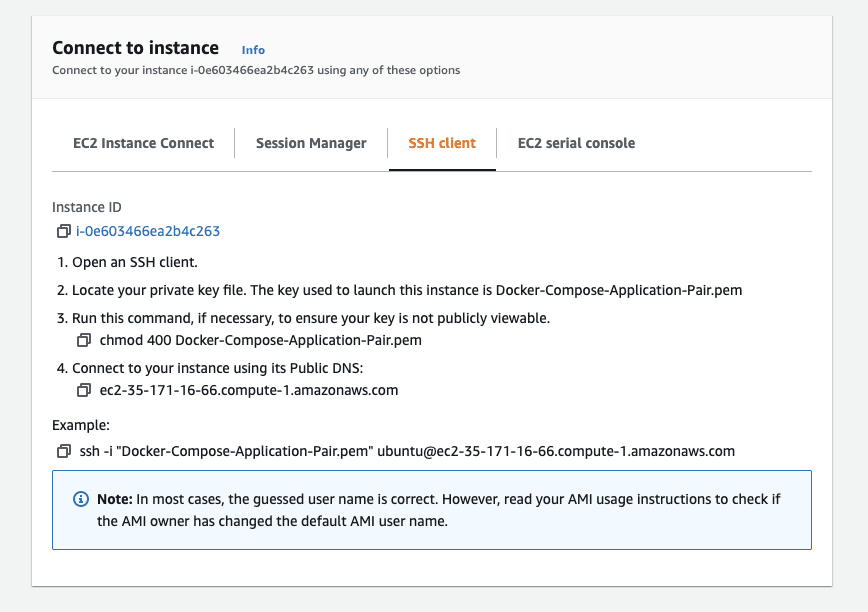 Connect to instance Info
Connect to your instance i-0e603466ea2b4c263 using any of these options
EC2 Instance Connect
Session Manager
SSH client
EC2 serial console
Instance ID
i-0e603466ea2b4c263
1. Open an SSH client.
2. Locate your private key file. The key used to launch this instance is Docker-Compose-Application-Pair.pem
3. Run this command, if necessary, to ensure your key is not publicly viewable.
chmod 400 Docker-Compose-Application-Pair.pem
4. Connect to your instance using its Public DNS:
ec2-35-171-16-66.compute-1.amazonaws.com
Example:
ssh -i "Docker-Compose-Application-Pair.pem" ubuntu@ec2-35-171-16-66.compute-1.amazonaws.com
Note: In most cases, the guessed user name is correct. However, read your AMI usage instructions to check if
the AMI owner has changed the default AMI user name.